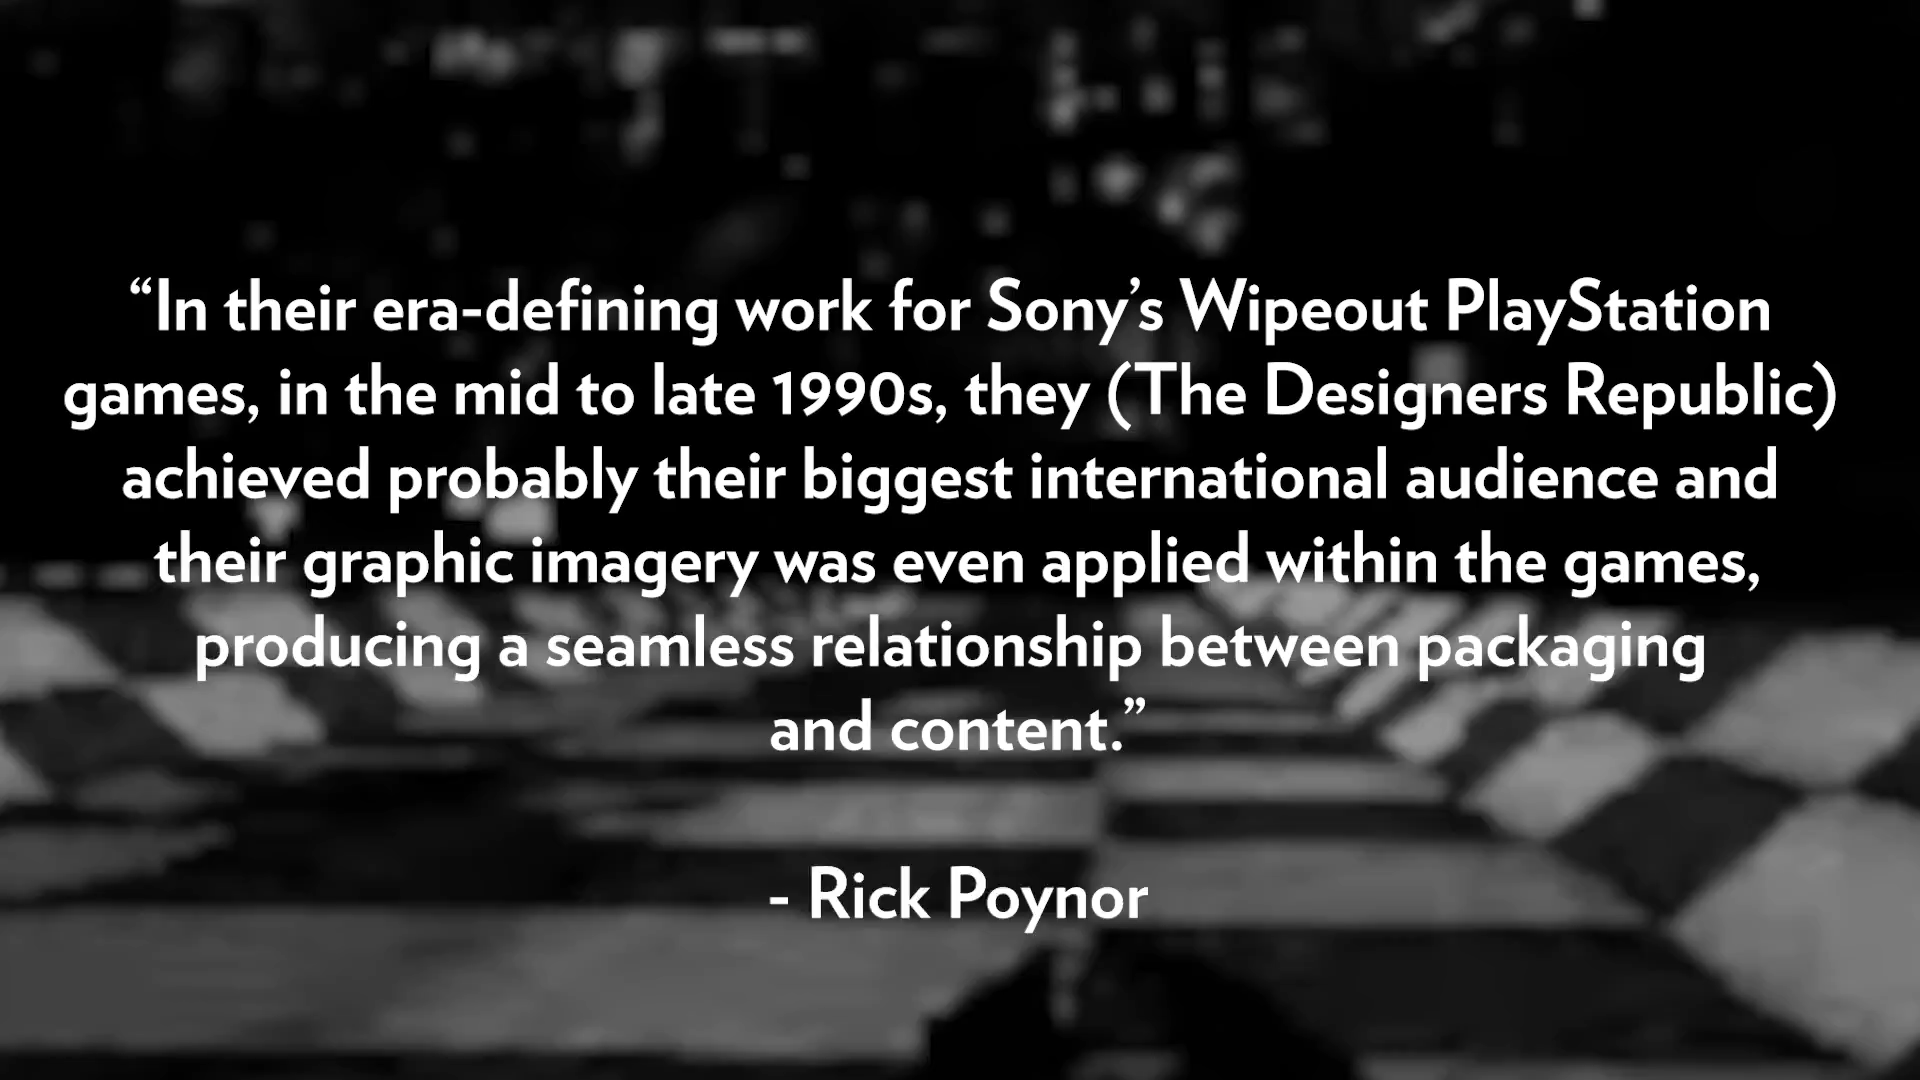 “In their era-defining work for Sony’s Wipeout PlayStation
games, in the mid to late 1990s, they (The Designers Republic)
achieved probably their biggest international audience and
their graphic imagery was even applied within the games,
producing a seamless relationship between packaging
and content.”
- Rick Poynor